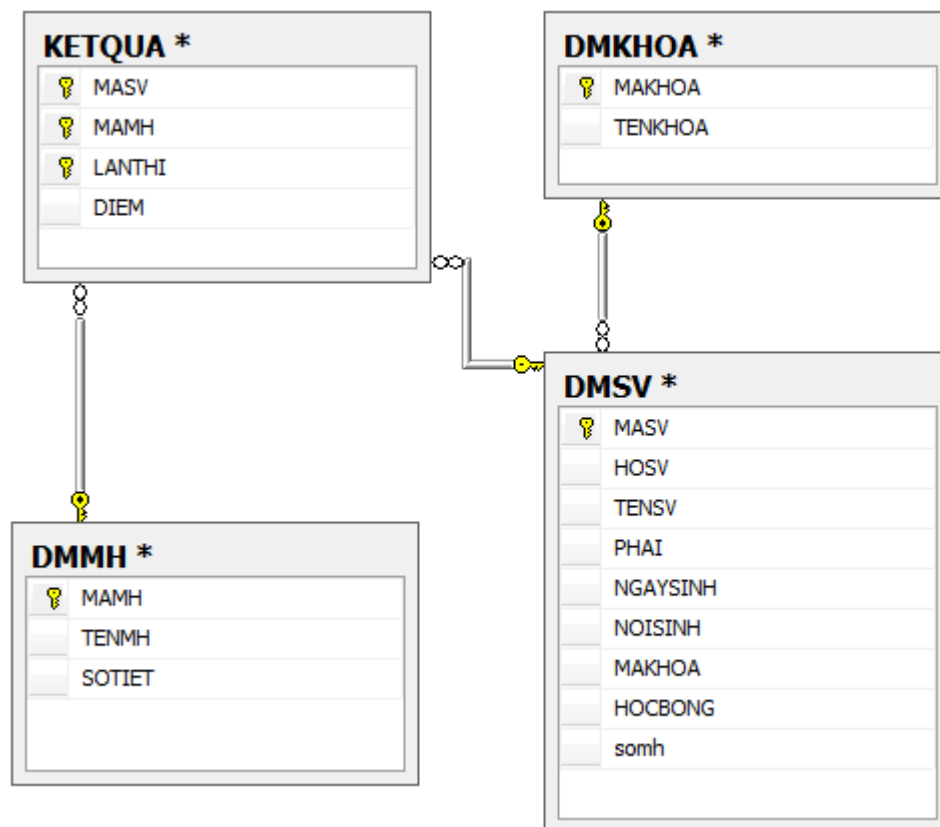 KETQUA *
MASV
MAMH
LANTHI
DIEM
DMKHOA *
MAKHOA
TENKHOA
DMMH *
MAMH
TENMH
SOTIET
DMSV *
MASV
HOSV
TENSV
PHAI
NGAYSINH
NOISINH
MAKHOA
HOCBONG
somh